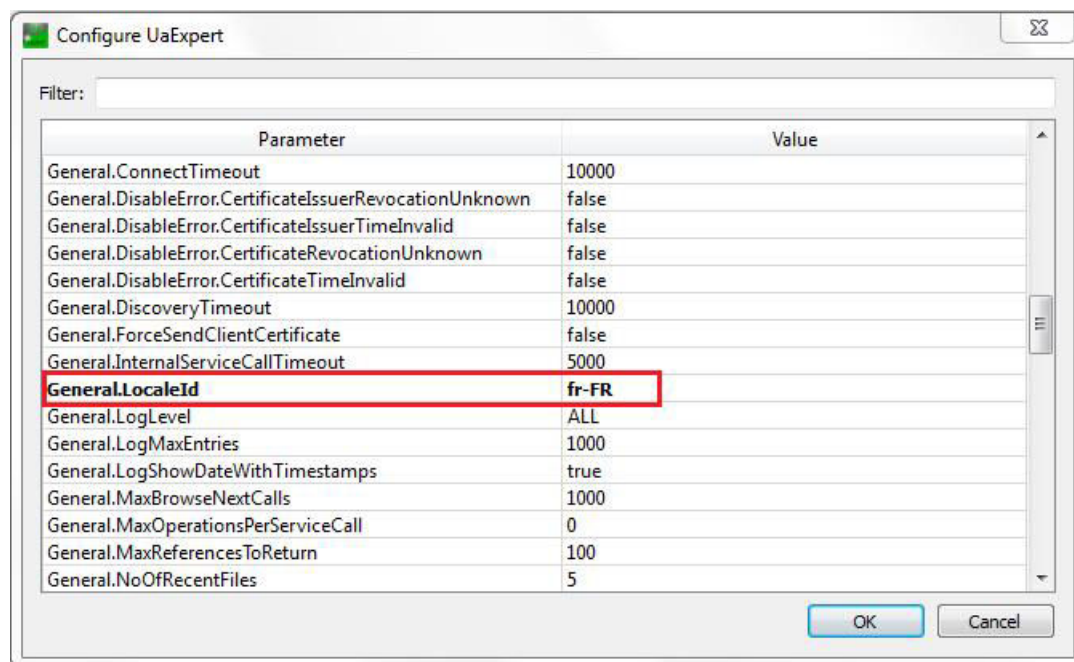 Configure UaExpert
Filter:
Parameter Value
General.ConnectTimeout 10000
General.DisableError.CertificateIssuerRevocationUnknown false
General.DisableError.CertificateIssuerTimeInvalid false
General.DisableError.CertificateRevocationUnknown false
General.DisableError.CertificateTimeInvalid false
General.DiscoveryTimeout 10000
General.ForceSendClientCertificate false
General.InternalServiceCallTimeout 5000
General.LocaleId fr-FR
General.LogLevel ALL
General.LogMaxEntries 1000
General.LogShowDateWithTimestamps true
General.MaxBrowseNextCalls 1000
General.MaxOperationsPerServiceCall 0
General.MaxReferencesToReturn 100
General.NoOfRecentFiles 5
OK Cancel